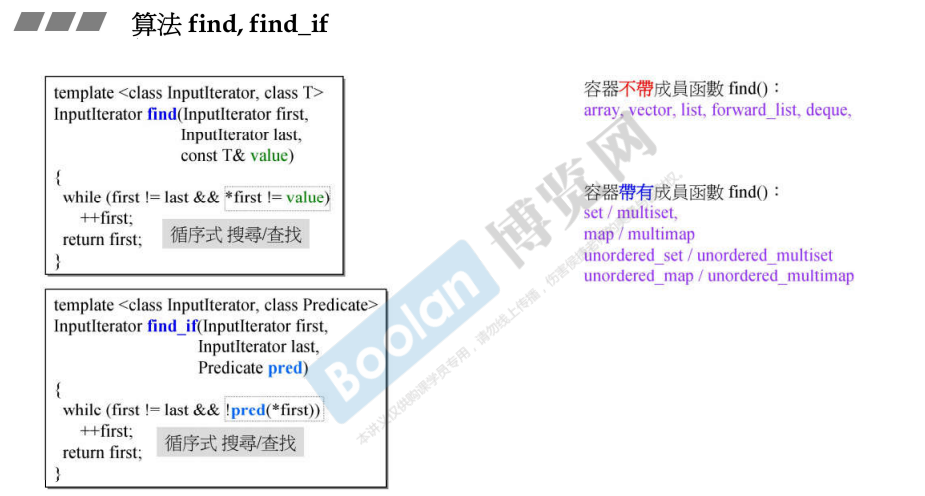 算法 find, find_if
template <class InputIterator, class T>
InputIterator find(InputIterator first,
InputIterator last,
const T& value)
{
while (first != last && *first != value)
++first;
return first;
}
循序式 搜尋/查找
template <class InputIterator, class Predicate>
InputIterator find_if(InputIterator first,
InputIterator last,
Predicate pred)
{
while (first != last && !pred(*first))
++first;
return first;
}
循序式 搜尋/查找
容器不帶成員函數 find()：
array, vector, list, forward_list, deque,
容器帶有成員函數 find()：
set / multiset,
map / multimap
unordered_set / unordered_multiset
unordered_map / unordered_multimap
Boolan 博览网
本讲义仅供购课学员专用，请勿线上传播，伤害很
权。